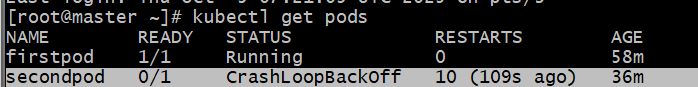 [root@master ~]# kubectl get pods
NAME READY STATUS RESTARTS AGE
firstpod 1/1 Running 0 58m
secondpod 0/1 CrashLoopBackOff 10 (109s ago) 36m